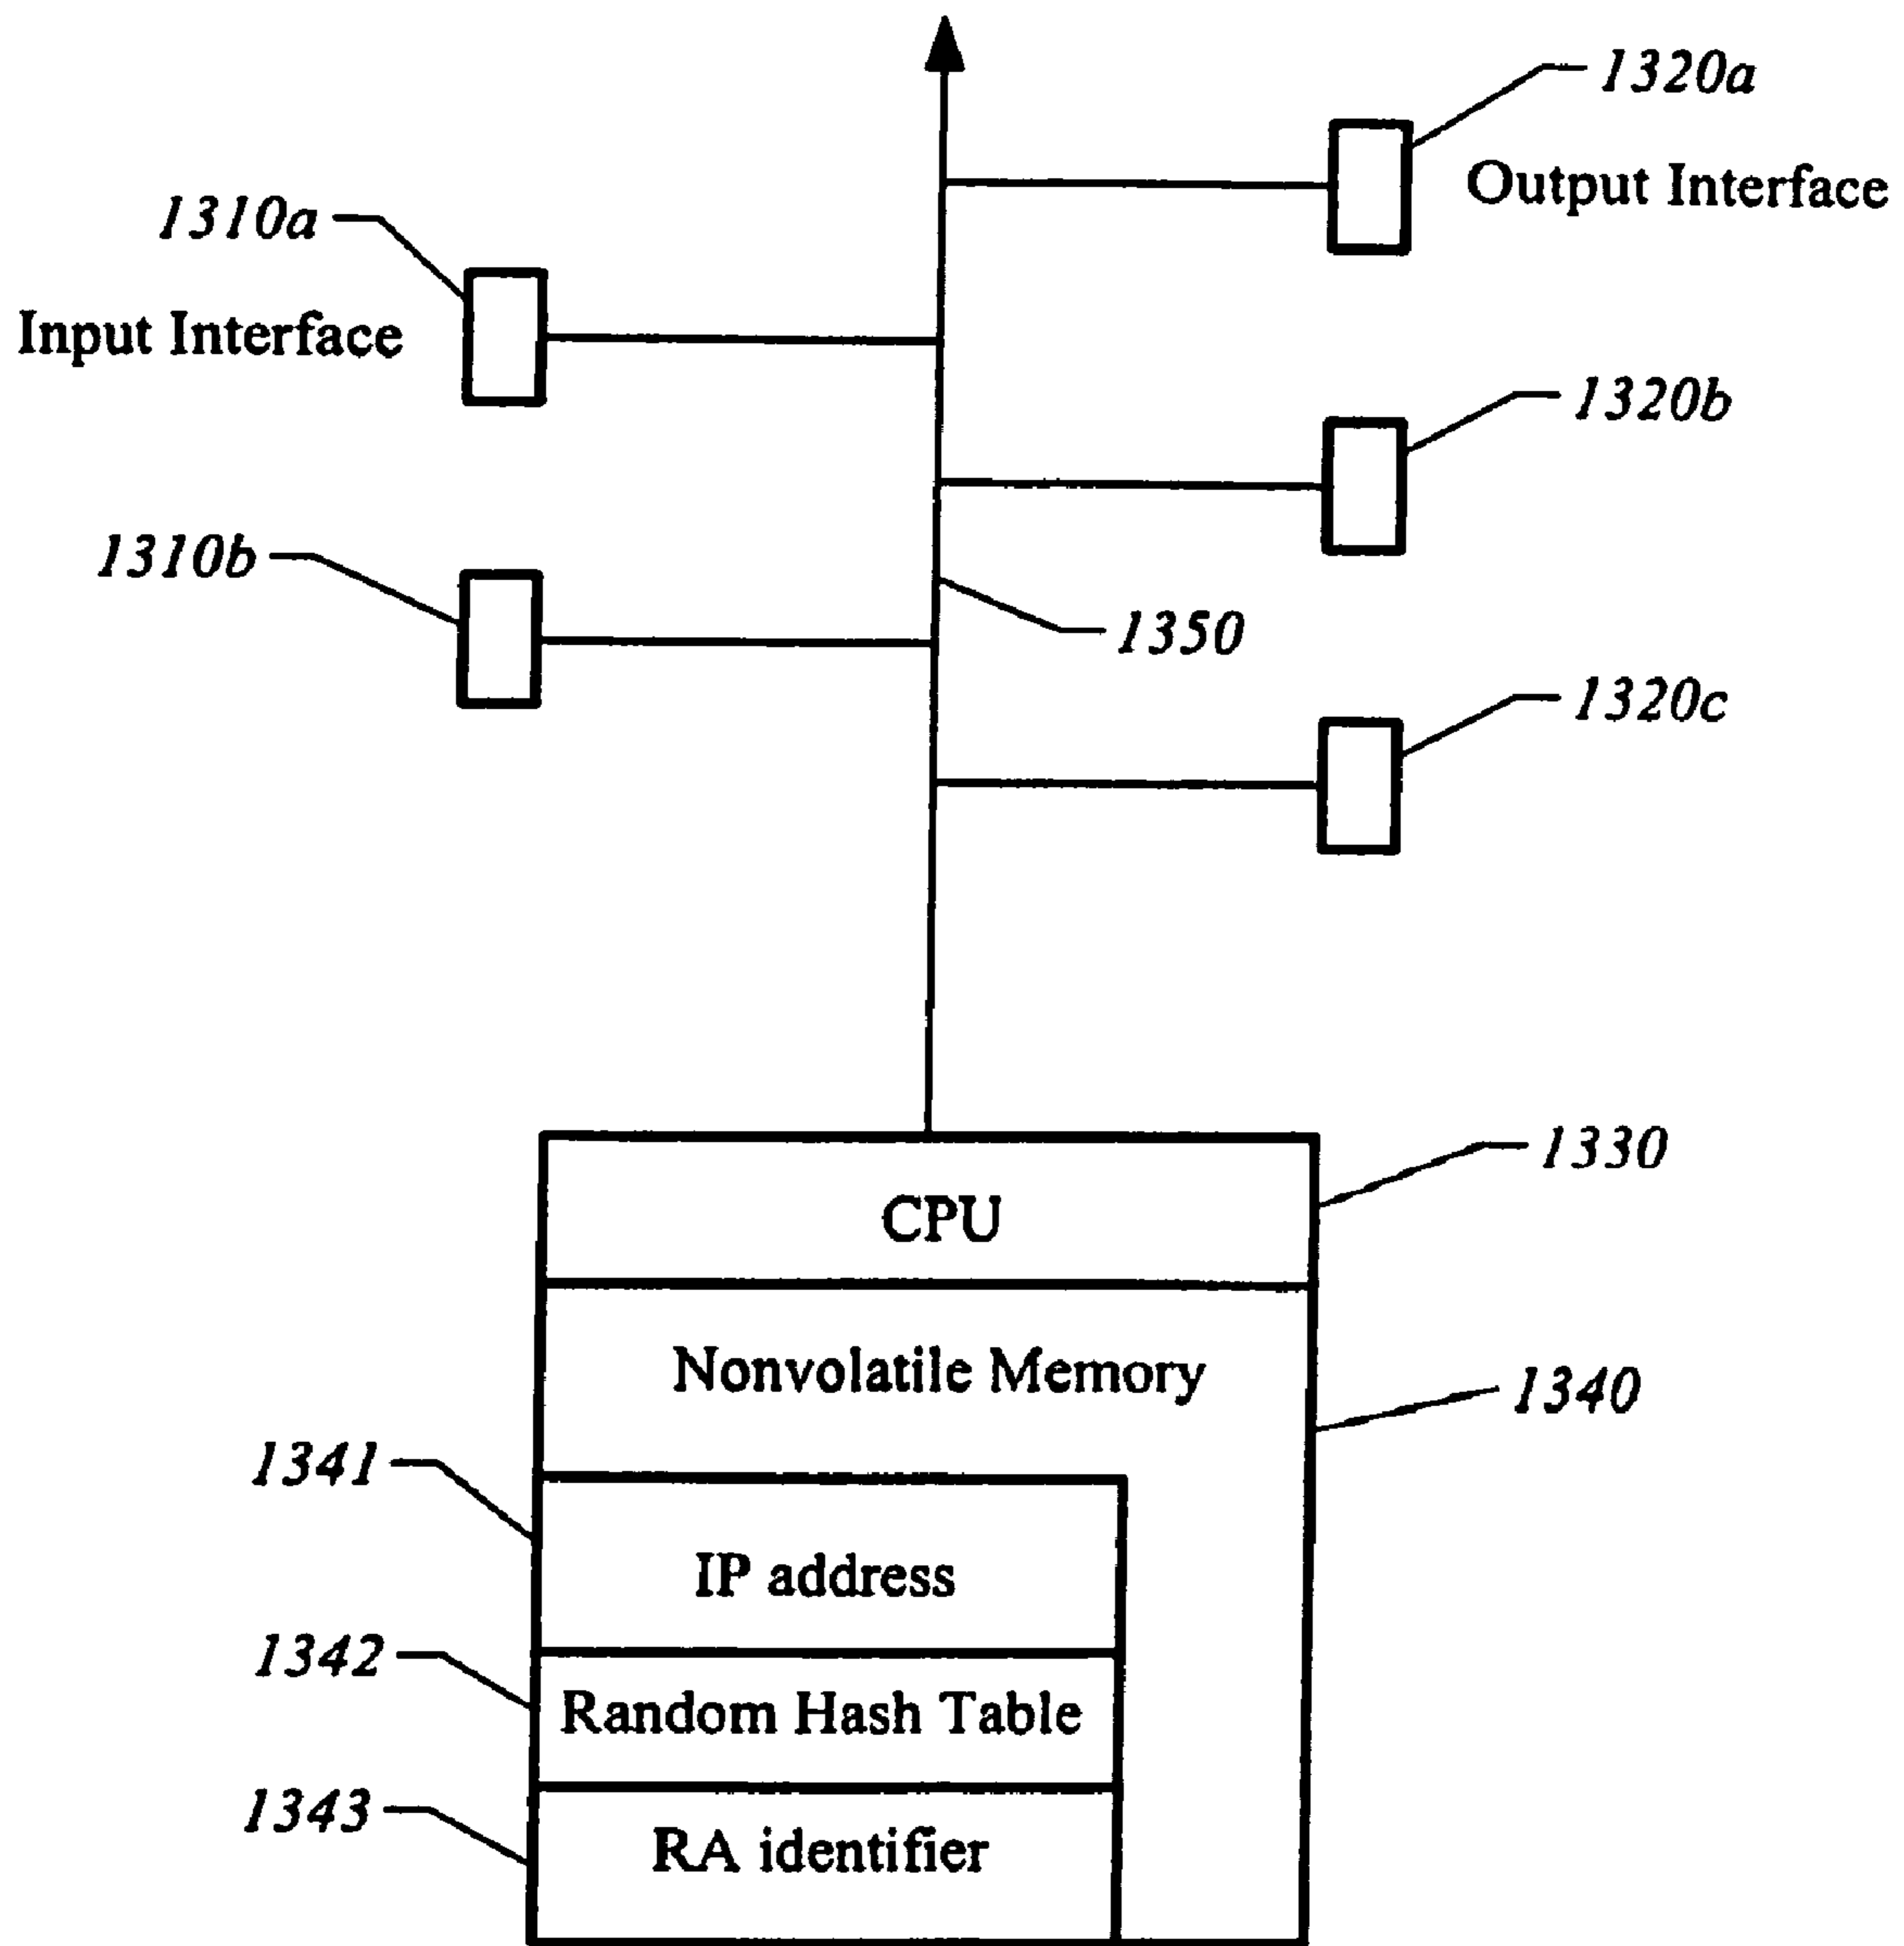 1320a
Output Interface
1310a
Input Interface
1320b
1310b
1350
1320c
1330
CPU
Nonvolatile Memory
1340
1341
IP address
1342
Random Hash Table
1343
RA identifier